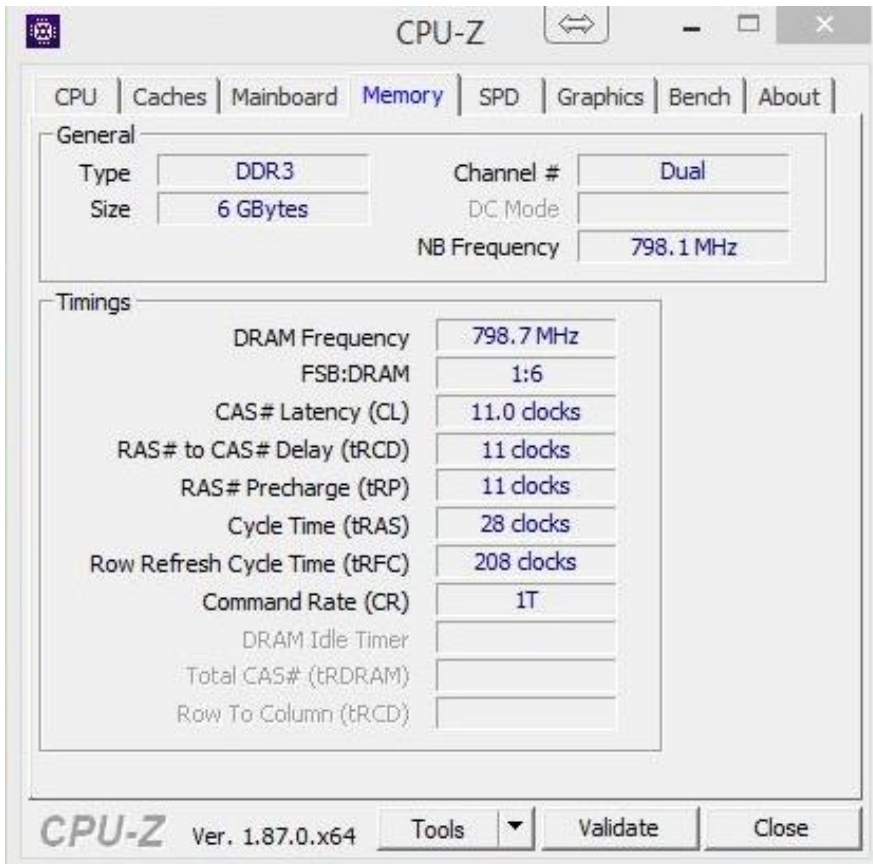 CPU-Z
CPU Caches Mainboard Memory SPD Graphics Bench About
General
Type DDR3 Channel # Dual
Size 6 GBytes DC Mode
NB Frequency 798.1 MHz
Timings
DRAM Frequency 798.7 MHz
FSB:DRAM 1:6
CAS# Latency (CL) 11.0 clocks
RAS# to CAS# Delay (tRCD) 11 clocks
RAS# Precharge (tRP) 11 clocks
Cycle Time (tRAS) 28 clocks
Row Refresh Cycle Time (tRFC) 208 clocks
Command Rate (CR) 1T
DRAM Idle Timer
Total CAS# (tRDRAM)
Row To Column (tRCD)
CPU-Z Ver. 1.87.0.x64 Tools Validate Close